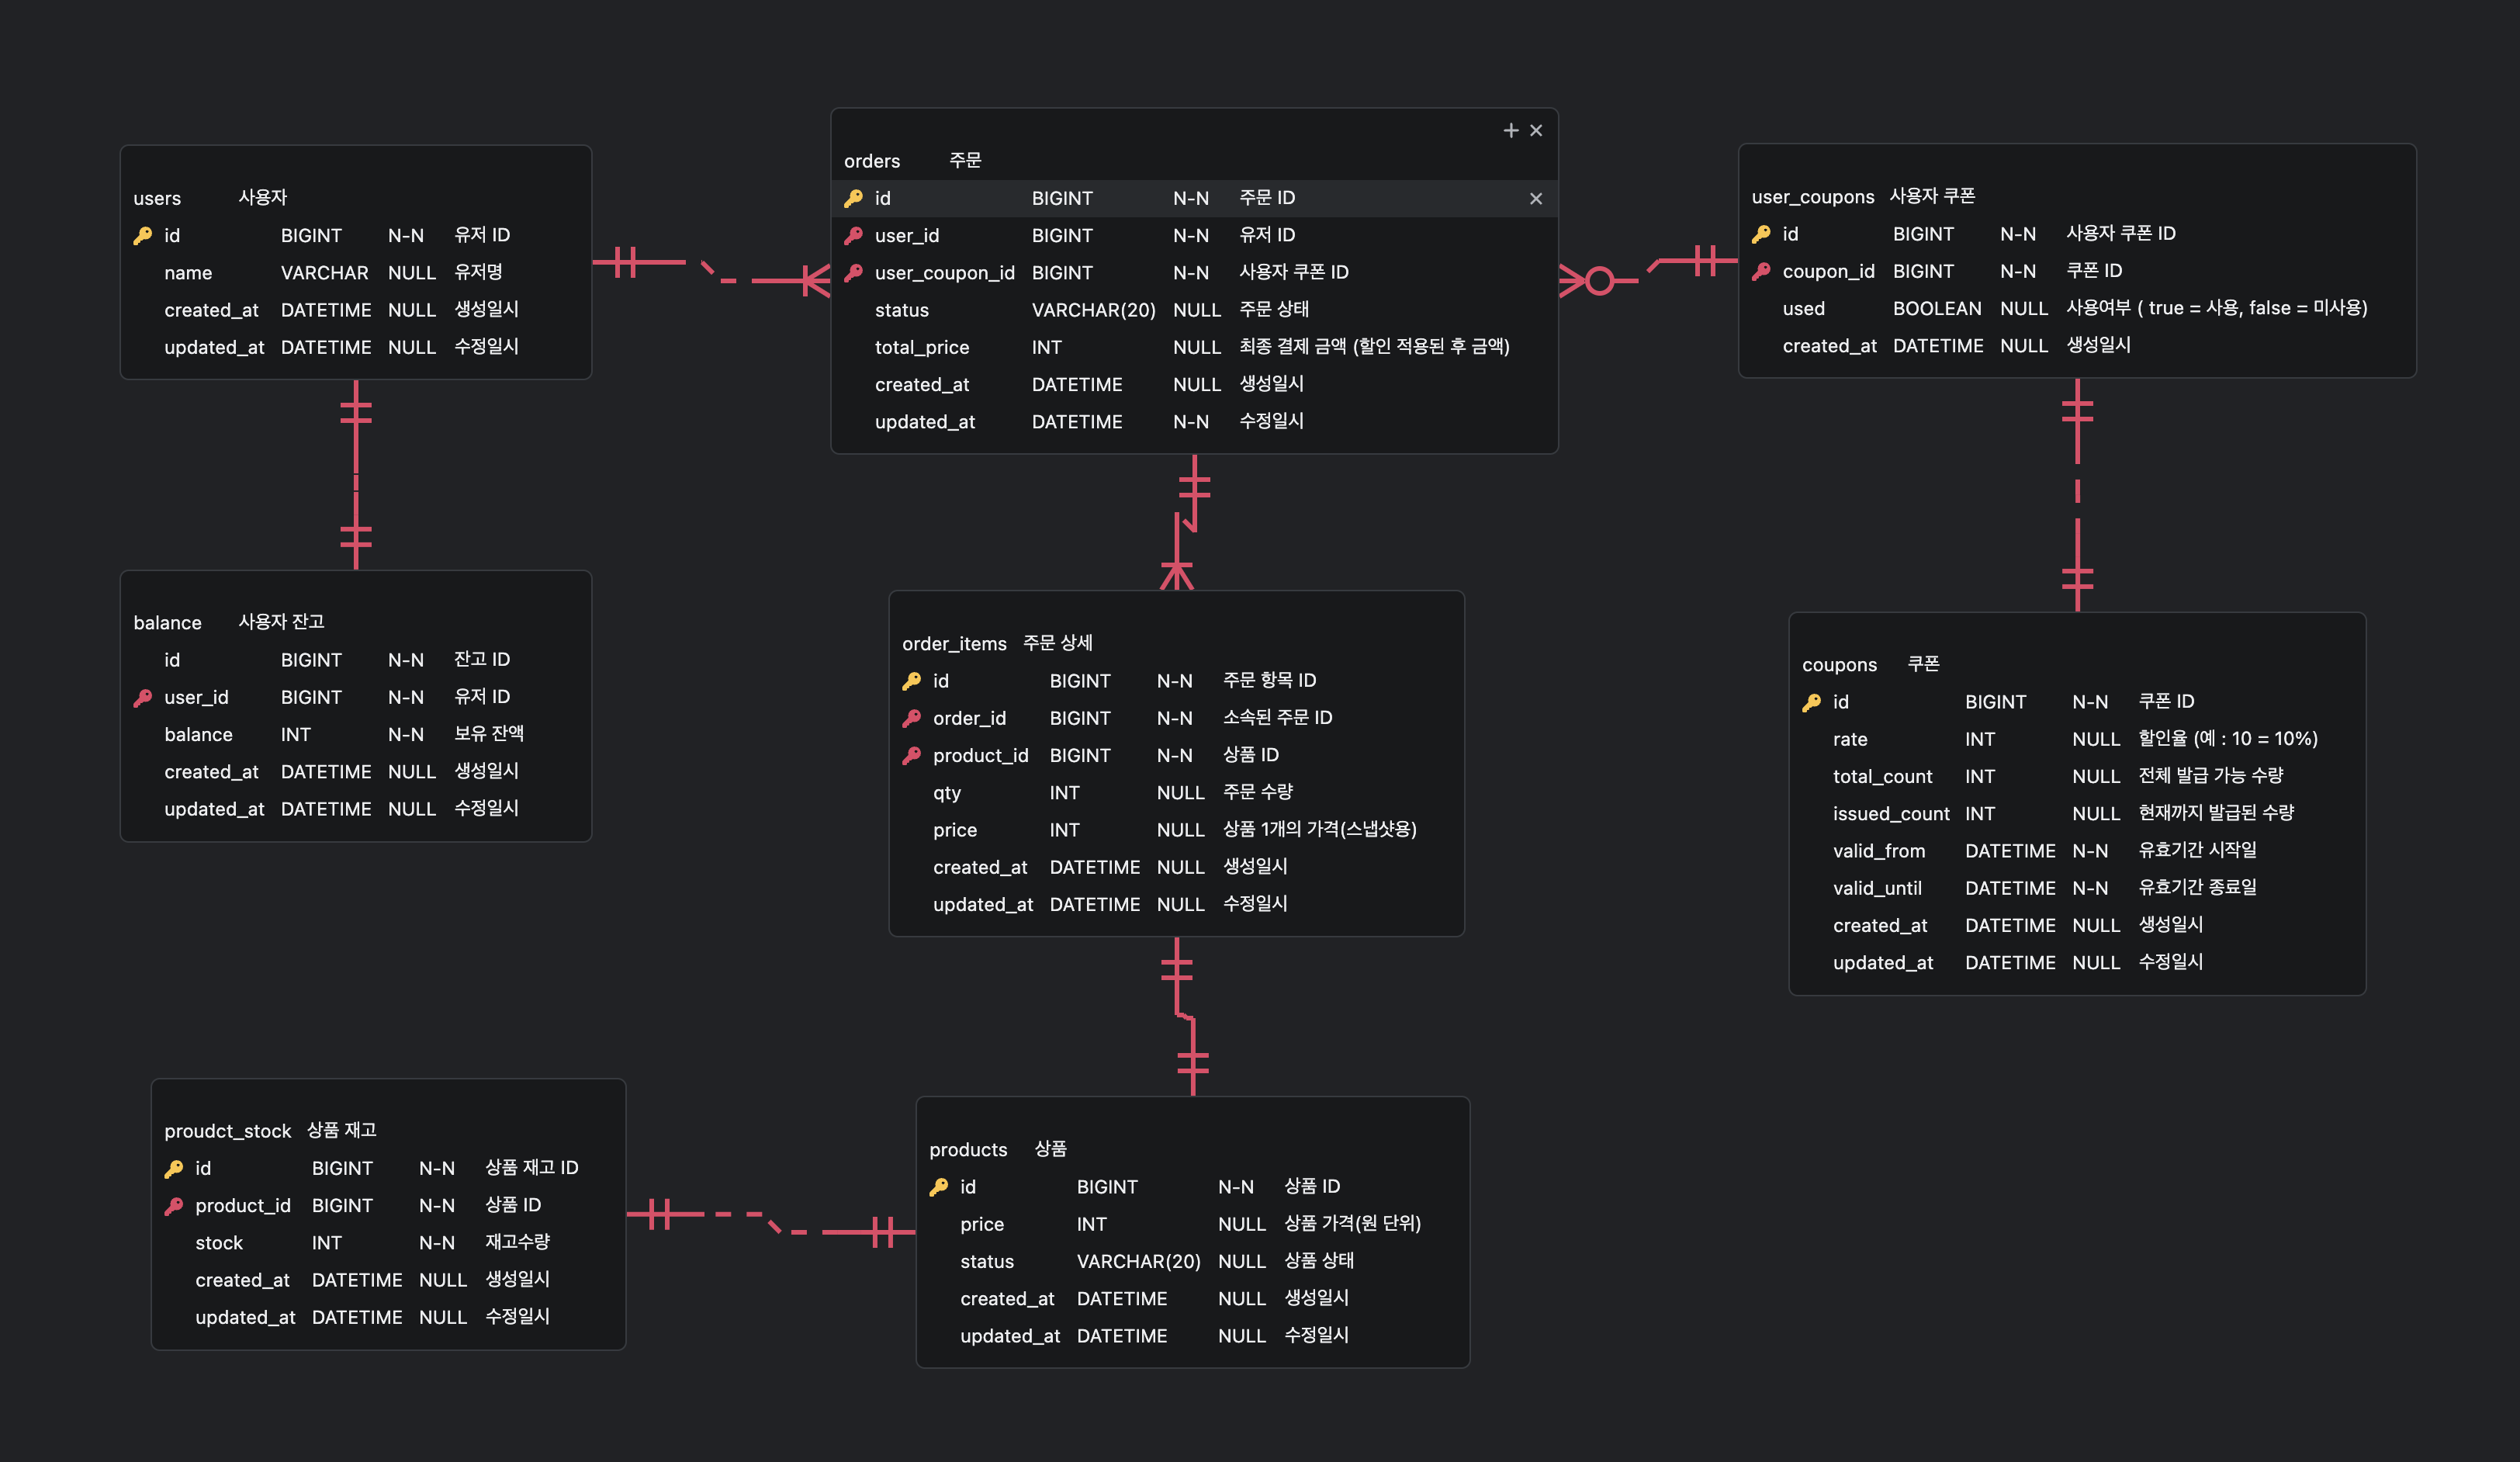 users 사용자
id BIGINT N-N 유저 ID
name VARCHAR NULL 유저명
created_at DATETIME NULL 생성일시
updated_at DATETIME NULL 수정일시
orders 주문
id BIGINT N-N 주문 ID
user_id BIGINT N-N 유저 ID
user_coupon_id BIGINT N-N 사용자 쿠폰 ID
status VARCHAR(20) NULL 주문 상태
total_price INT NULL 최종 결제 금액 (할인 적용된 후 금액)
created_at DATETIME NULL 생성일시
updated_at DATETIME N-N 수정일시
user_coupons 사용자 쿠폰
id BIGINT N-N 사용자 쿠폰 ID
coupon_id BIGINT N-N 쿠폰 ID
used BOOLEAN NULL 사용여부 ( true = 사용, false = 미사용)
created_at DATETIME NULL 생성일시
balance 사용자 잔고
id BIGINT N-N 잔고 ID
user_id BIGINT N-N 유저 ID
balance INT N-N 보유 잔액
created_at DATETIME NULL 생성일시
updated_at DATETIME NULL 수정일시
order_items 주문 상세
id BIGINT N-N 주문 항목 ID
order_id BIGINT N-N 소속된 주문 ID
product_id BIGINT N-N 상품 ID
qty INT NULL 주문 수량
price INT NULL 상품 1개의 가격(스냅샷용)
created_at DATETIME NULL 생성일시
updated_at DATETIME NULL 수정일시
coupons 쿠폰
id BIGINT N-N 쿠폰 ID
rate INT NULL 할인율 (예 : 10 = 10%)
total_count INT NULL 전체 발급 가능 수량
issued_count INT NULL 현재까지 발급된 수량
valid_from DATETIME N-N 유효기간 시작일
valid_until DATETIME N-N 유효기간 종료일
created_at DATETIME NULL 생성일시
updated_at DATETIME NULL 수정일시
proudct_stock 상품 재고
id BIGINT N-N 상품 재고 ID
product_id BIGINT N-N 상품 ID
stock INT N-N 재고수량
created_at DATETIME NULL 생성일시
updated_at DATETIME NULL 수정일시
products 상품
id BIGINT N-N 상품 ID
price INT NULL 상품 가격(원 단위)
status VARCHAR(20) NULL 상품 상태
created_at DATETIME NULL 생성일시
updated_at DATETIME NULL 수정일시